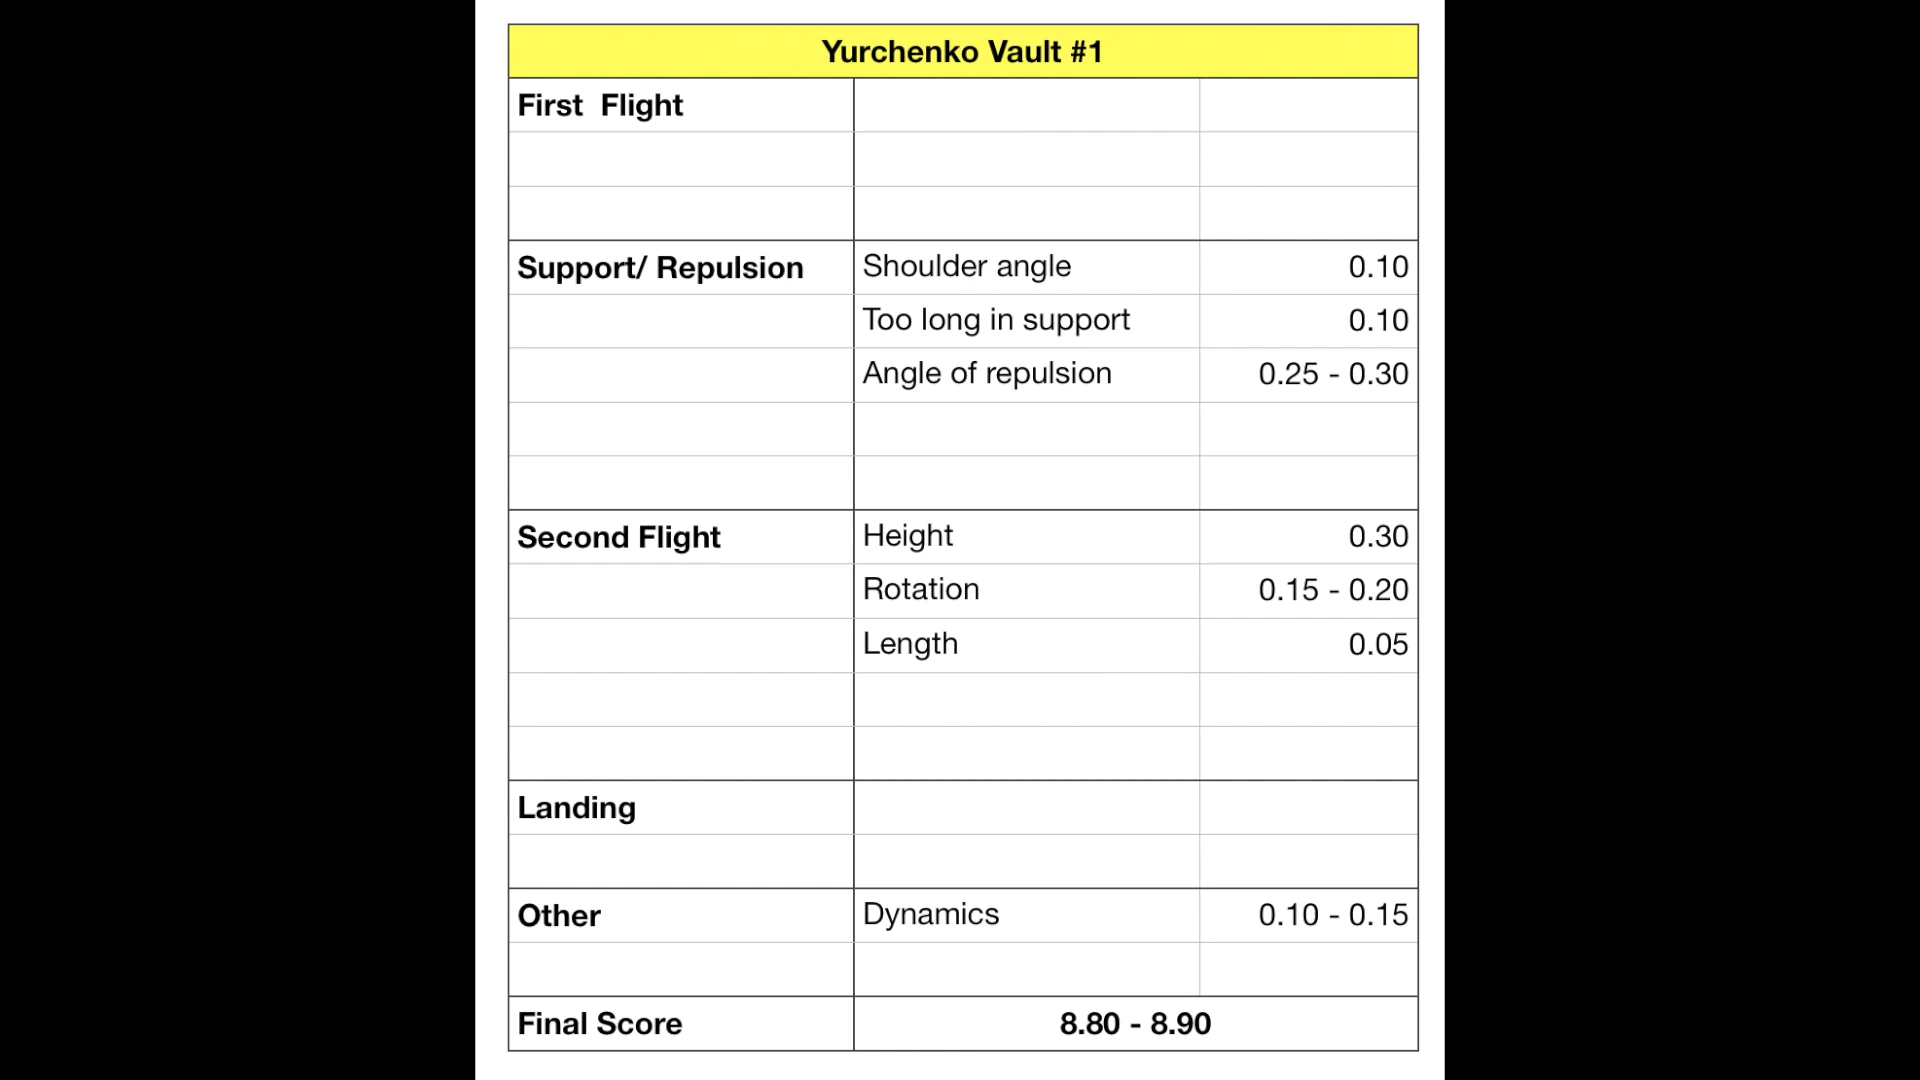 Yurchenko Vault #1
First Flight
Support/ Repulsion Shoulder angle 0.10
Too long in support 0.10
Angle of repulsion 0.25 - 0.30
Second Flight Height 0.30
Rotation 0.15 - 0.20
Length 0.05
Landing
Other Dynamics 0.10 - 0.15
Final Score 8.80 - 8.90